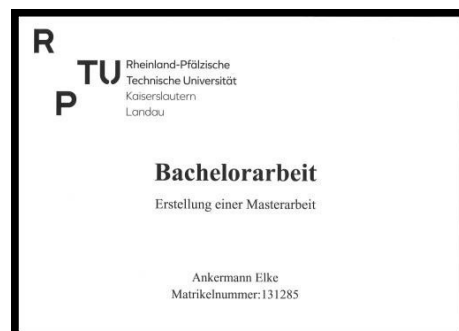 R
TU
P
Rheinland-Pfälzische
Technische Universität
Kaiserslautern
Landau
Bachelorarbeit
Erstellung einer Masterarbeit
Ankermann Elke
Matrikelnummer:131285